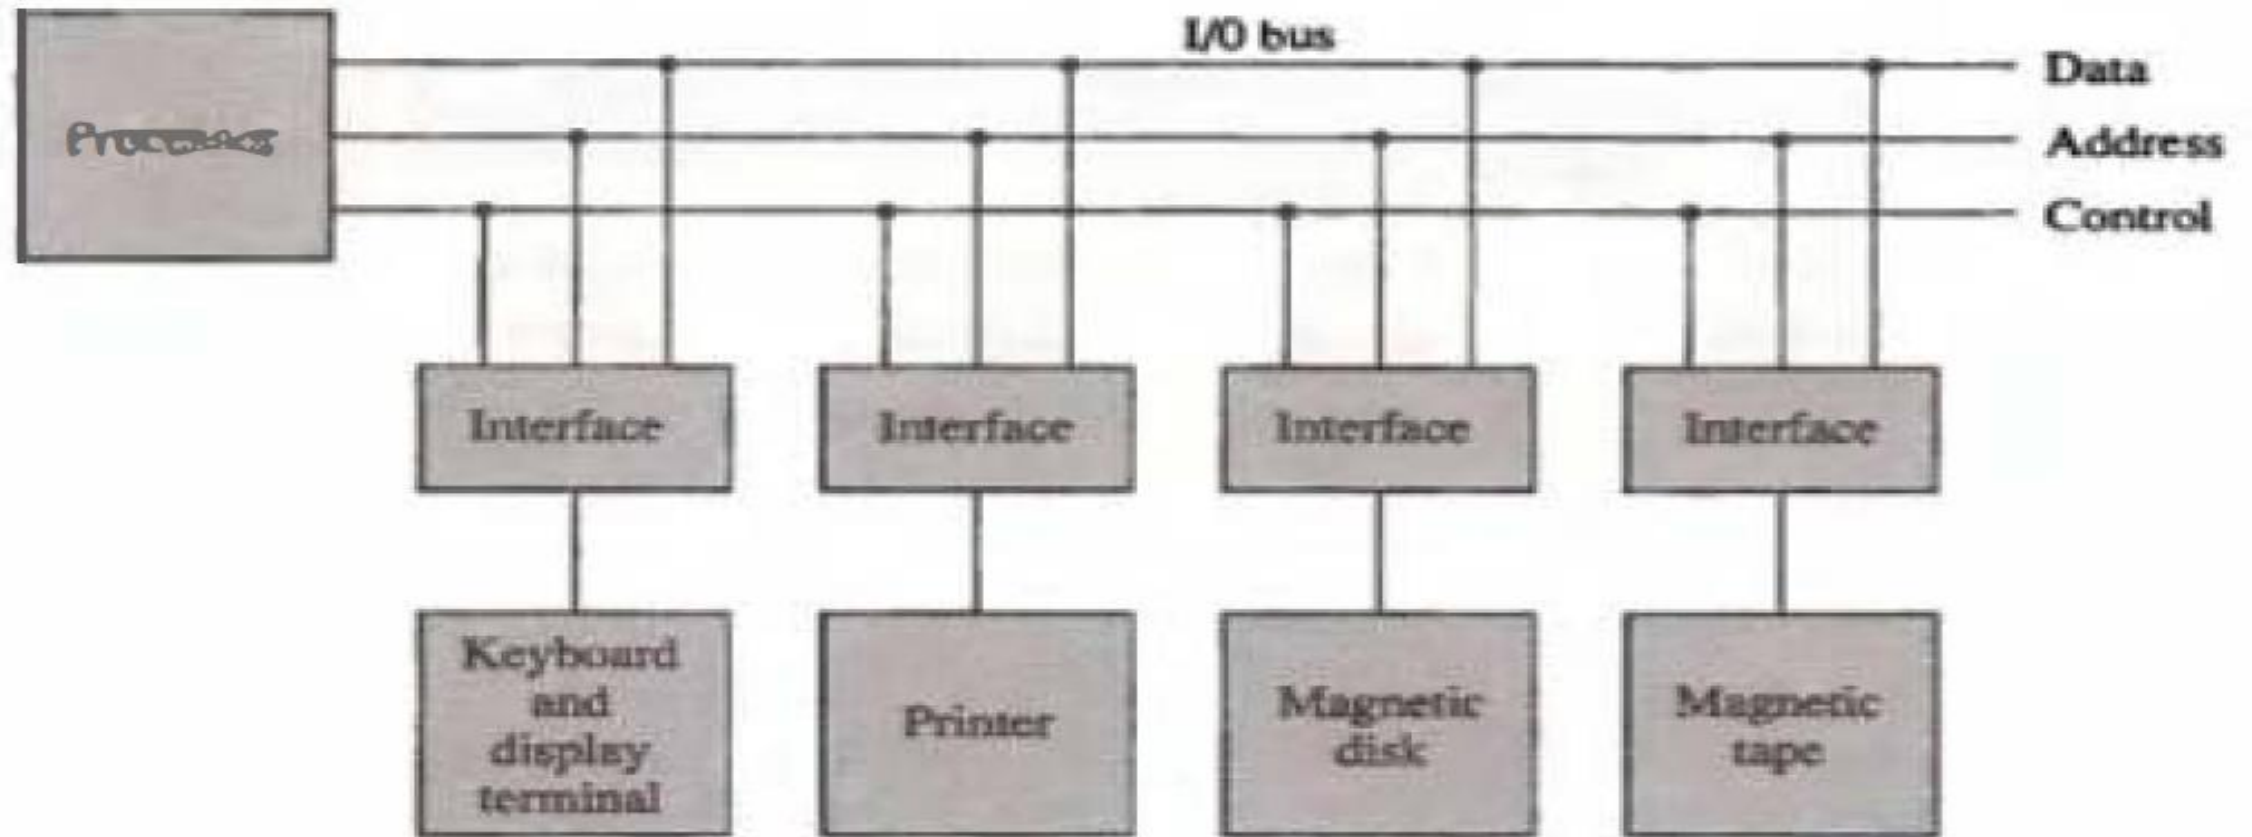 I/O bus
Data
Address
Control
Interface
Interface
Interface
Interface
Keyboard
and
display
terminal
Printer
Magnetic
disk
Magnetic
tape